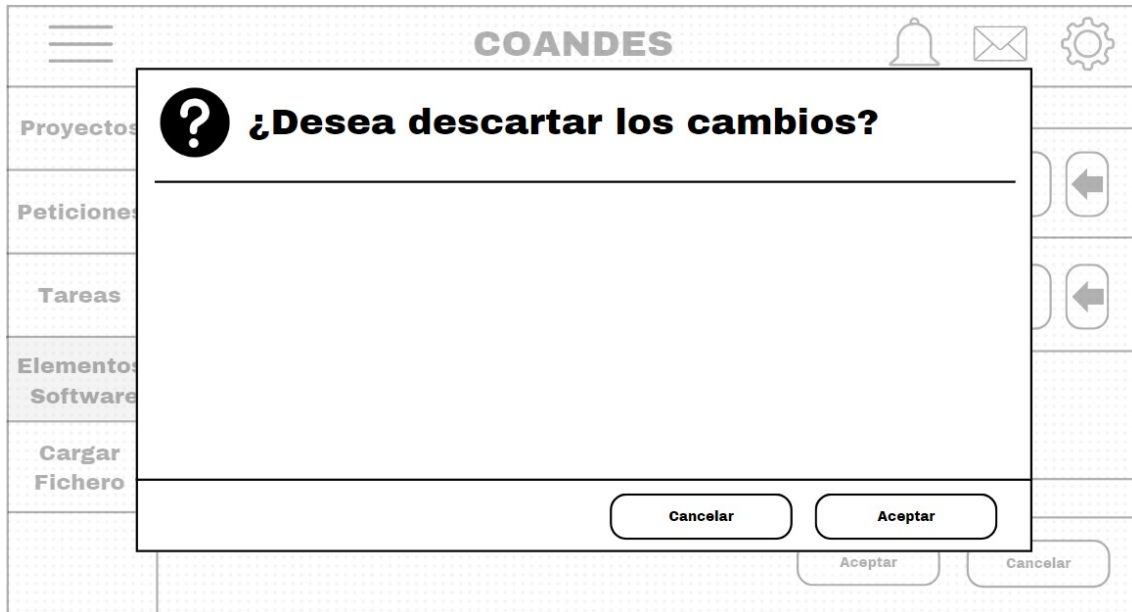 COANDES
¿Desea descartar los cambios?
Proyectos
Peticiones
Tareas
Elementos
Software
Cargar
Fichero
Cancelar
Aceptar
Aceptar
Cancelar